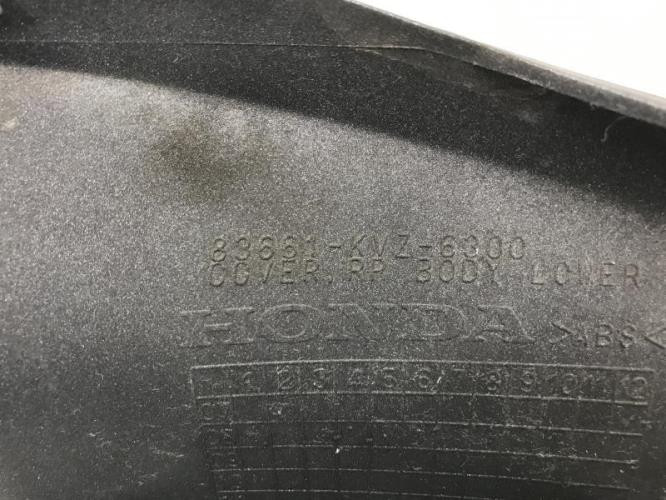 83661-KVZ-6300
COVER,RR BODY LOWER
HONDA >ABS<
1 2 3 4 5 6 7 8 9 10 11 12